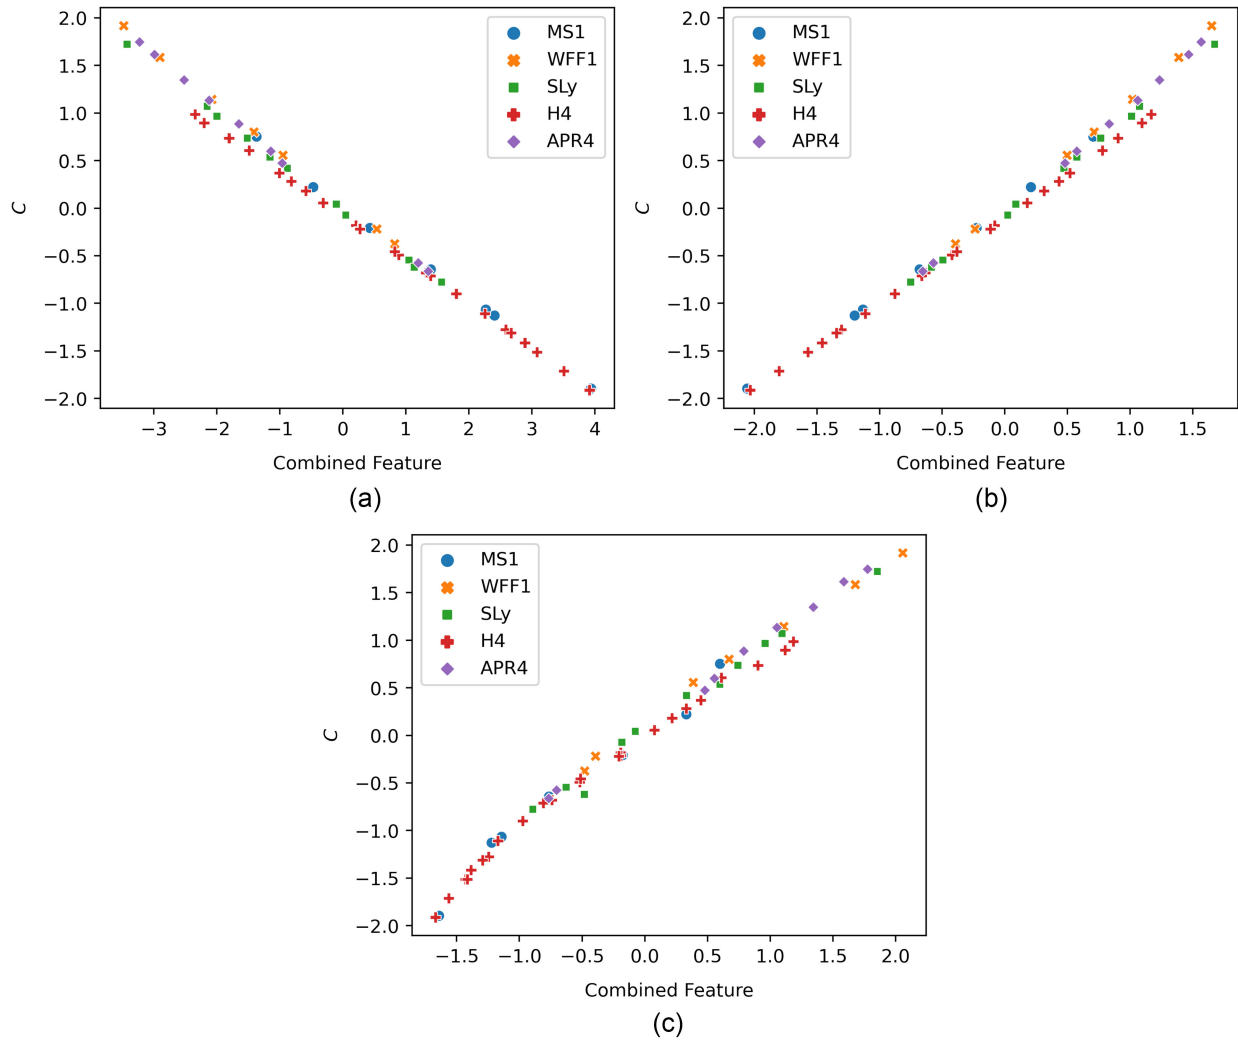 2.0
1.5
1.0
0.5
0.0
−0.5
−1.0
−1.5
−2.0
C
MS1
WFF1
SLy
H4
APR4
−3 −2 −1 0 1 2 3 4
Combined Feature
(a)
2.0
1.5
1.0
0.5
0.0
−0.5
−1.0
−1.5
−2.0
C
MS1
WFF1
SLy
H4
APR4
−2.0 −1.5 −1.0 −0.5 0.0 0.5 1.0 1.5
Combined Feature
(b)
2.0
1.5
1.0
0.5
0.0
−0.5
−1.0
−1.5
−2.0
C
MS1
WFF1
SLy
H4
APR4
−1.5 −1.0 −0.5 0.0 0.5 1.0 1.5 2.0
Combined Feature
(c)